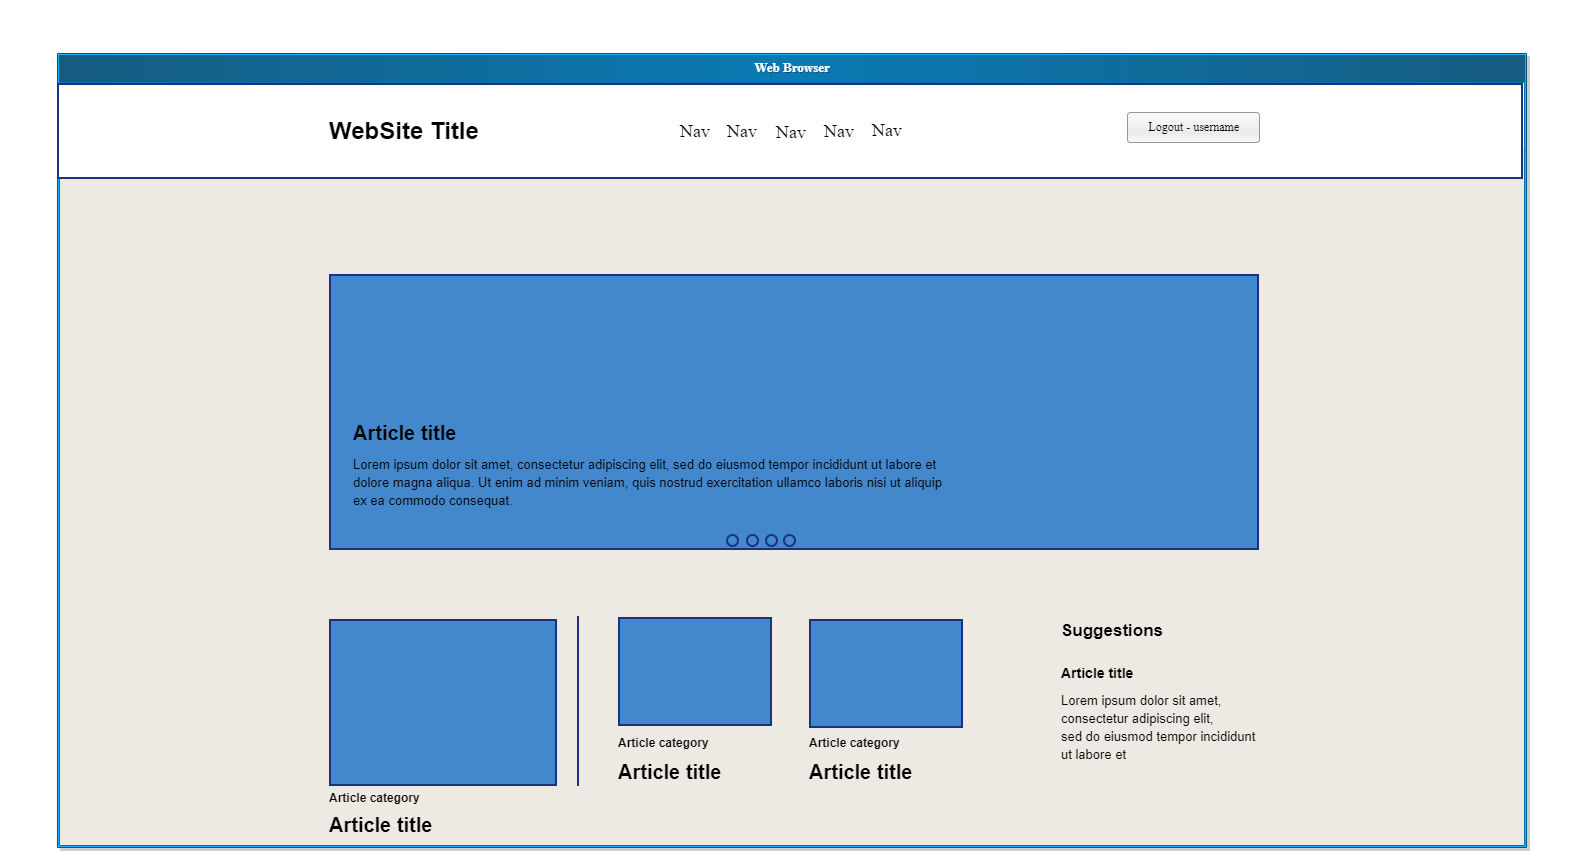 Web Browser
WebSite Title
Nav Nav Nav Nav Nav
Logout - username
Article title
Lorem ipsum dolor sit amet, consectetur adipiscing elit, sed do eiusmod tempor incididunt ut labore et
dolore magna aliqua. Ut enim ad minim veniam, quis nostrud exercitation ullamco laboris nisi ut aliquip
ex ea commodo consequat.
Article category
Article title
Article category
Article title
Article category
Article title
Suggestions
Article title
Lorem ipsum dolor sit amet,
consectetur adipiscing elit,
sed do eiusmod tempor incididunt
ut labore et